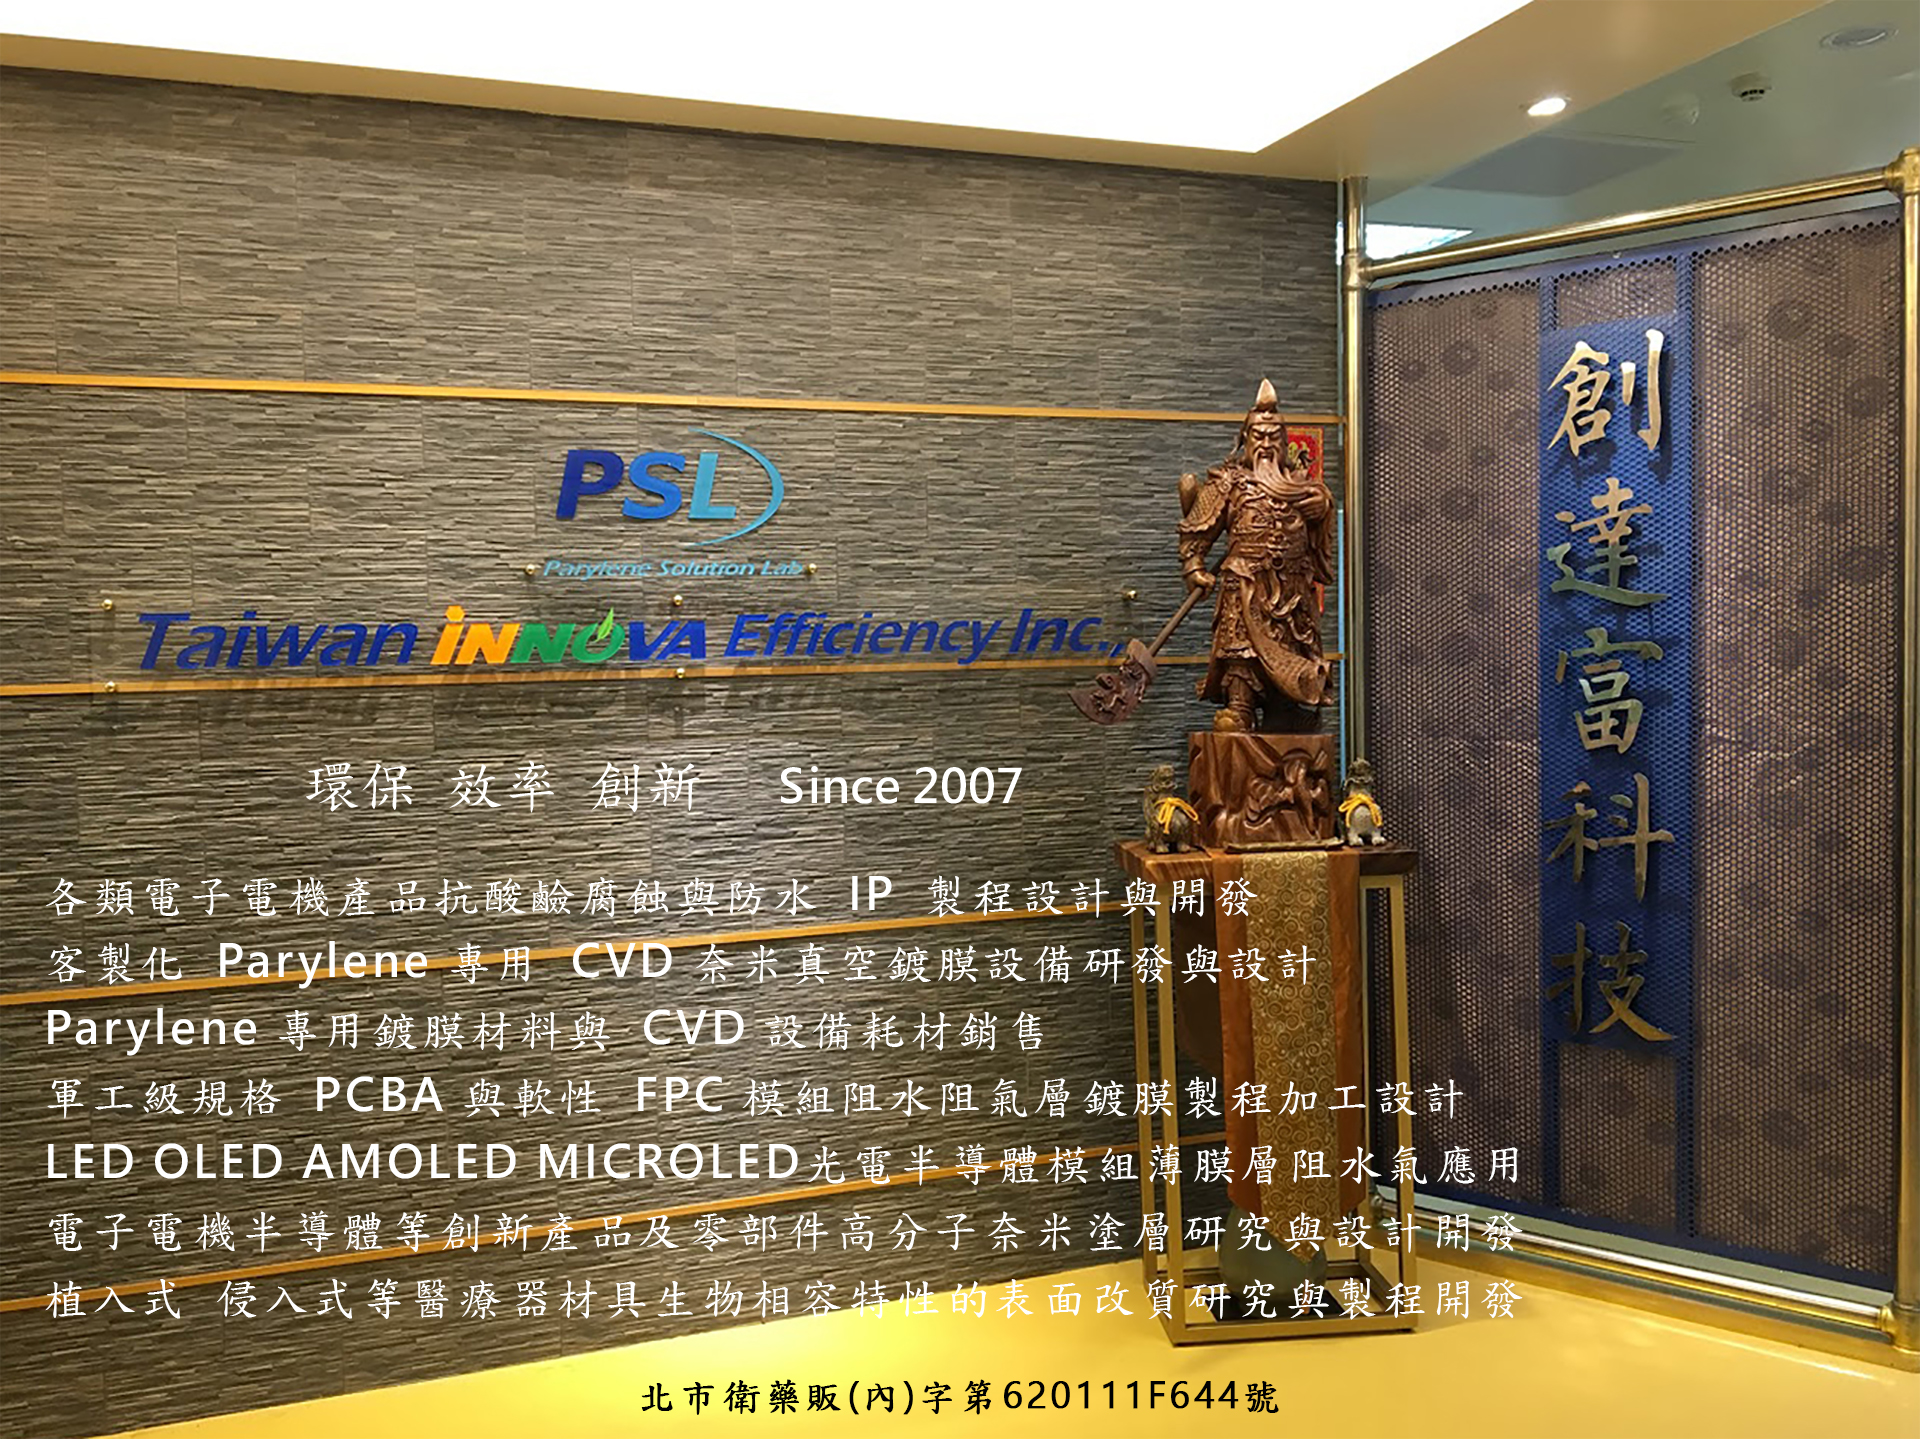 PSL
Parylene Solution Lab
Taiwan iNNOVA Efficiency Inc.,
創達富科技
環保 效率 創新 Since 2007
各類電子電機產品抗酸鹼腐蝕與防水 IP 製程設計與開發
客製化 Parylene 專用 CVD 奈米真空鍍膜設備研發與設計
Parylene 專用鍍膜材料與 CVD 設備耗材銷售
軍工級規格 PCBA 與軟性 FPC 模組阻水阻氣層鍍膜製程加工設計
LED OLED AMOLED MICROLED光電半導體模組薄膜層阻水氣應用
電子電機半導體等創新產品及零部件高分子奈米塗層研究與設計開發
植入式 侵入式等醫療器材具生物相容特性的表面改質研究與製程開發
北市衛藥販(內)字第620111F644號